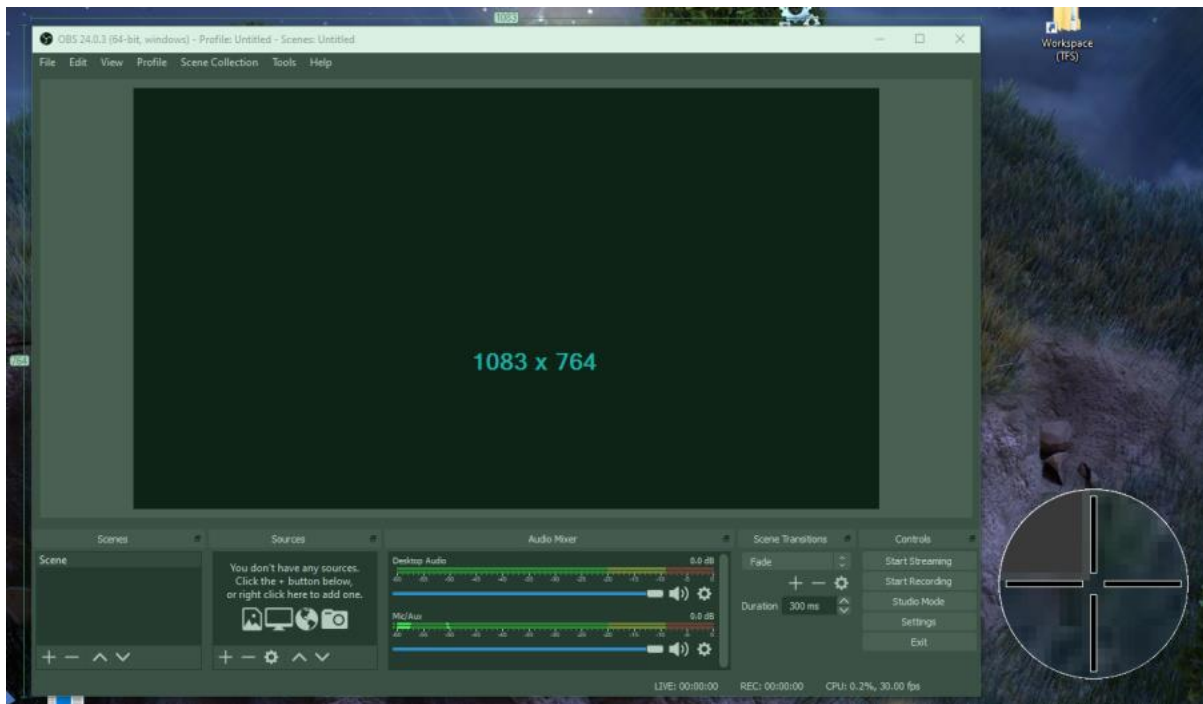 1083
OBS 24.0.3 (64-bit, windows) - Profile: Untitled - Scenes: Untitled
Workspace
(TFS)
File Edit View Profile Scene Collection Tools Help
764
1083 x 764
Scenes Sources Audio Mixer Scene Transitions Controls
Scene
You don't have any sources.
Click the + button below,
or right click here to add one.
Desktop Audio 0.0 dB
Mic/Aux 0.0 dB
Fade
Duration 300 ms
Start Streaming
Start Recording
Studio Mode
Settings
Exit
LIVE: 00:00:00 REC: 00:00:00 CPU: 0.2%, 30.00 fps